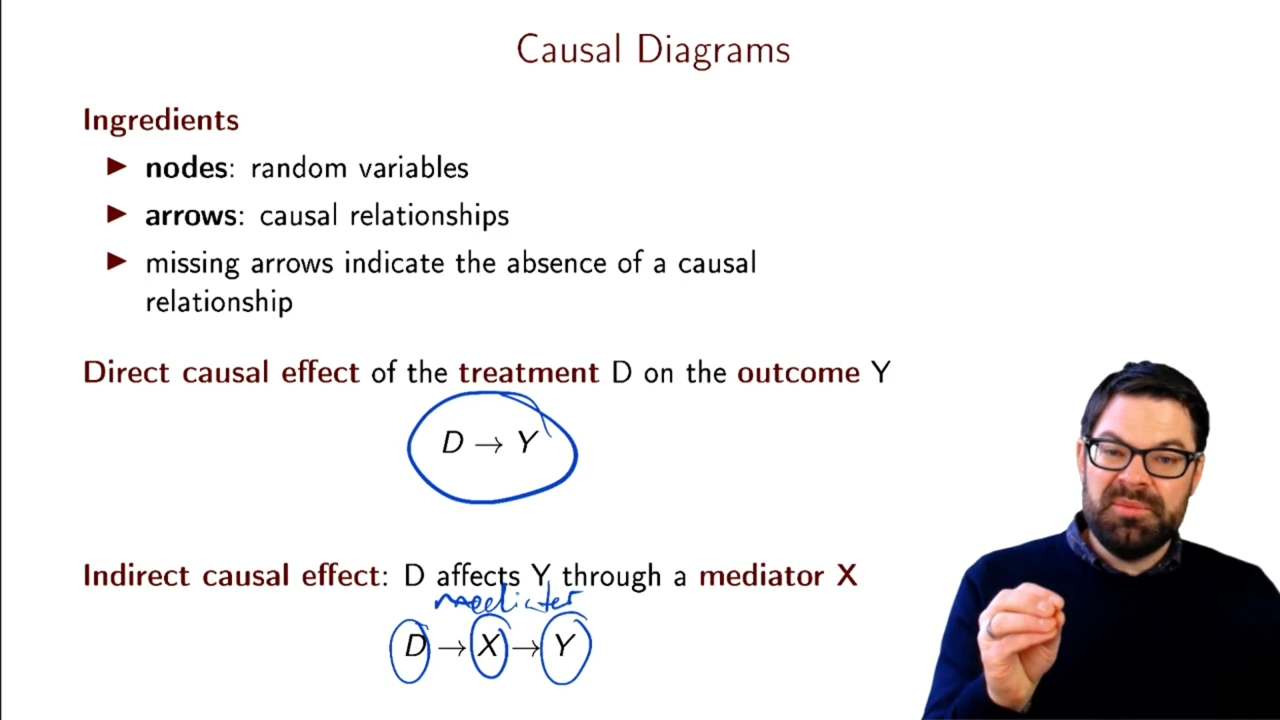 Causal Diagrams
Ingredients
▶ nodes: random variables
▶ arrows: causal relationships
▶ missing arrows indicate the absence of a causal
relationship
Direct causal effect of the treatment D on the outcome Y
D → Y
Indirect causal effect: D affects Y through a mediator X
mediator
D → X → Y